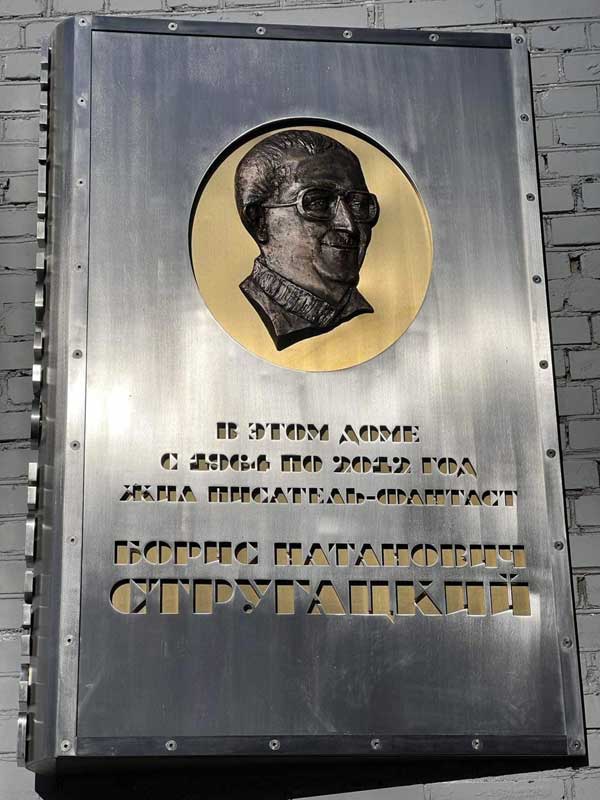 В ЭТОМ ДОМЕ
С 1964 ПО 2012 ГОД
ЖИЛ ПИСАТЕЛЬ-ФАНТАСТ
БОРИС НАТАНОВИЧ
СТРУГАЦКИЙ